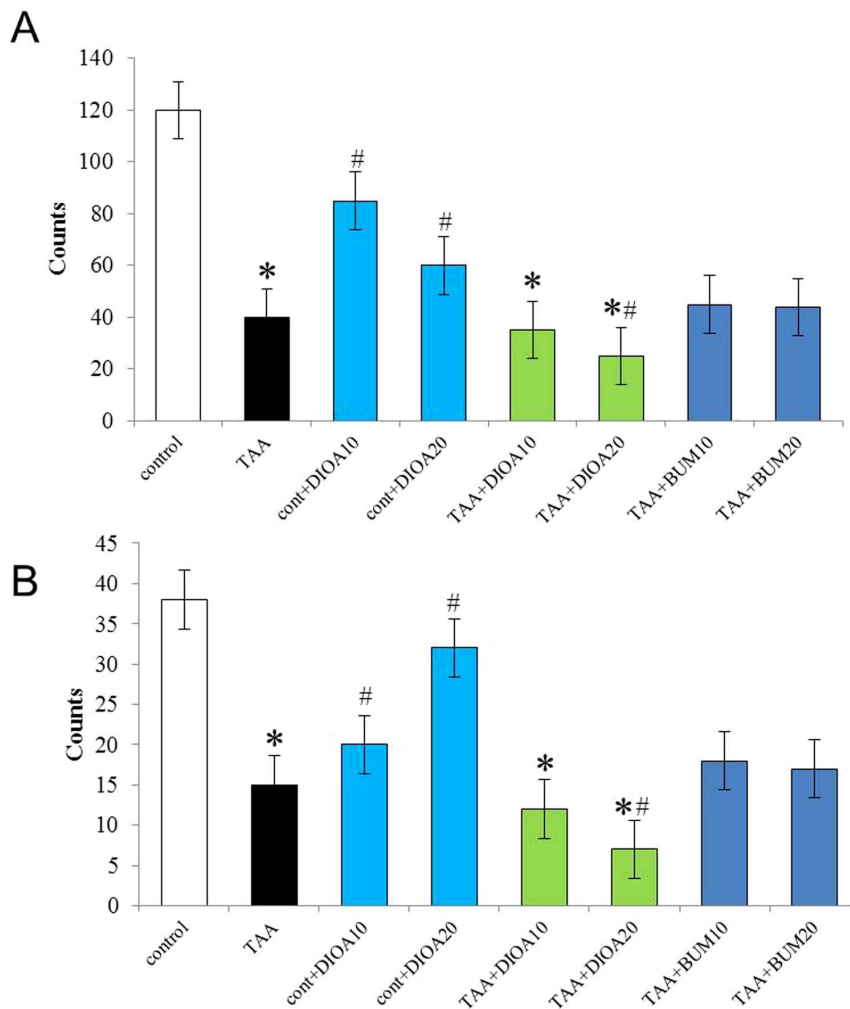 A
140
120
100
80
60
40
20
0
Counts
*
#
#
*
*#
control
TAA
cont+DIOA10
cont+DIOA20
TAA+DIOA10
TAA+DIOA20
TAA+BUM10
TAA+BUM20
B
45
40
35
30
25
20
15
10
5
0
Counts
*
#
#
*
*#
control
TAA
cont+DIOA10
cont+DIOA20
TAA+DIOA10
TAA+DIOA20
TAA+BUM10
TAA+BUM20